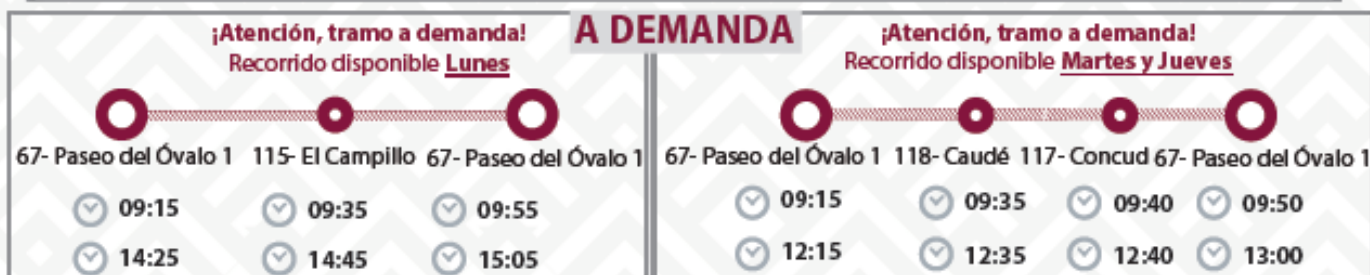 A DEMANDA
¡Atención, tramo a demanda!
Recorrido disponible Lunes
67- Paseo del Óvalo 1 115- El Campillo 67- Paseo del Óvalo 1
09:15 09:35 09:55
14:25 14:45 15:05
¡Atención, tramo a demanda!
Recorrido disponible Martes y Jueves
67- Paseo del Óvalo 1 118- Caudé 117- Concud 67- Paseo del Óvalo 1
09:15 09:35 09:40 09:50
12:15 12:35 12:40 13:00